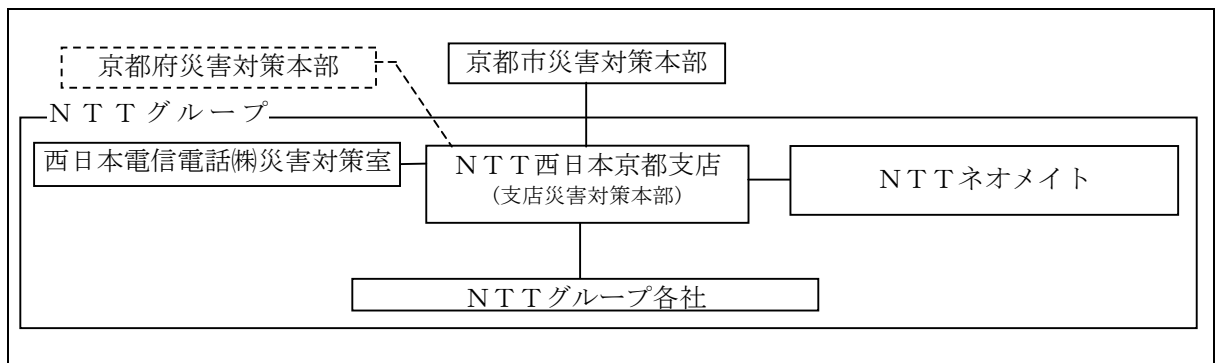 京都府災害対策本部
京都市災害対策本部
ＮＴＴグループ
西日本電信電話㈱災害対策室
ＮＴＴ西日本京都支店
（支店災害対策本部）
ＮＴＴネオメイト
ＮＴＴグループ各社